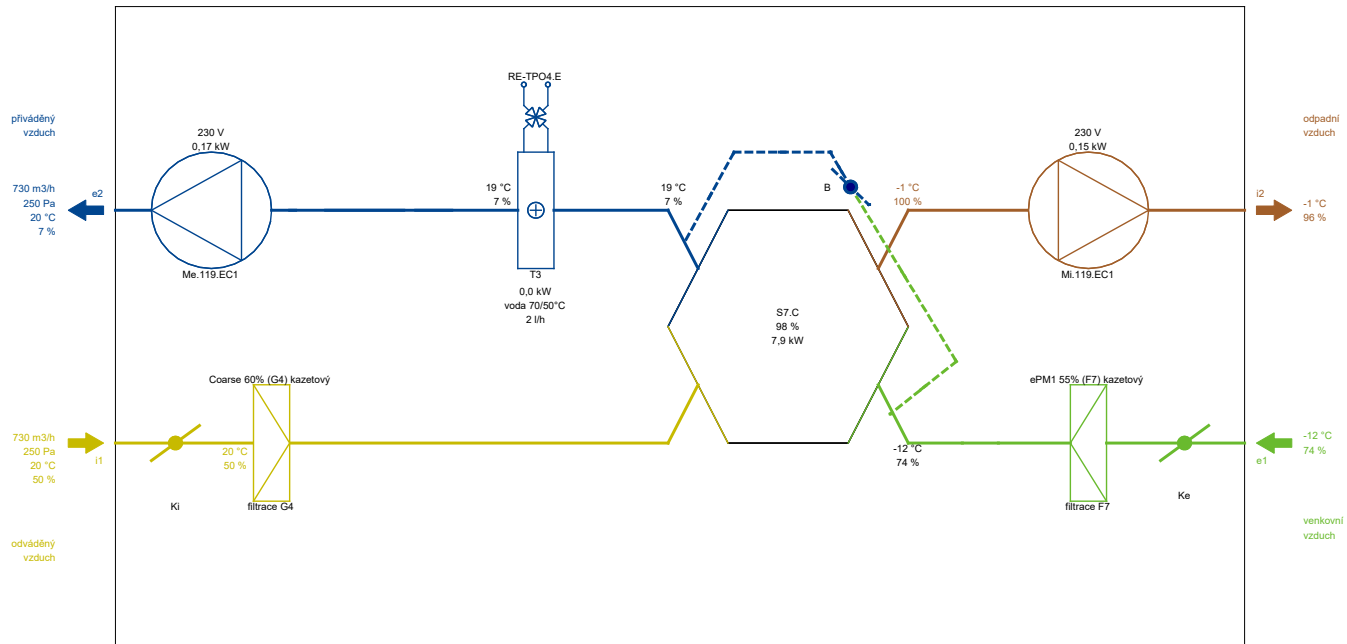 RE-TPO4.E
přiváděný
vzduch
230 V
0,17 kW
230 V
0,15 kW
odpadní
vzduch
730 m3/h
250 Pa
20 °C
7 %
e2
19 °C
7 %
19 °C
7 %
B
-1 °C
100 %
i2
-1 °C
96 %
Me.119.EC1
T3
0,0 kW
voda 70/50°C
2 l/h
Mi.119.EC1
S7.C
98 %
7,9 kW
Coarse 60% (G4) kazetový
ePM1 55% (F7) kazetový
730 m3/h
250 Pa
20 °C
50 %
i1
20 °C
50 %
-12 °C
74 %
e1
-12 °C
74 %
Ki
filtrace G4
filtrace F7
Ke
odváděný
vzduch
venkovní
vzduch